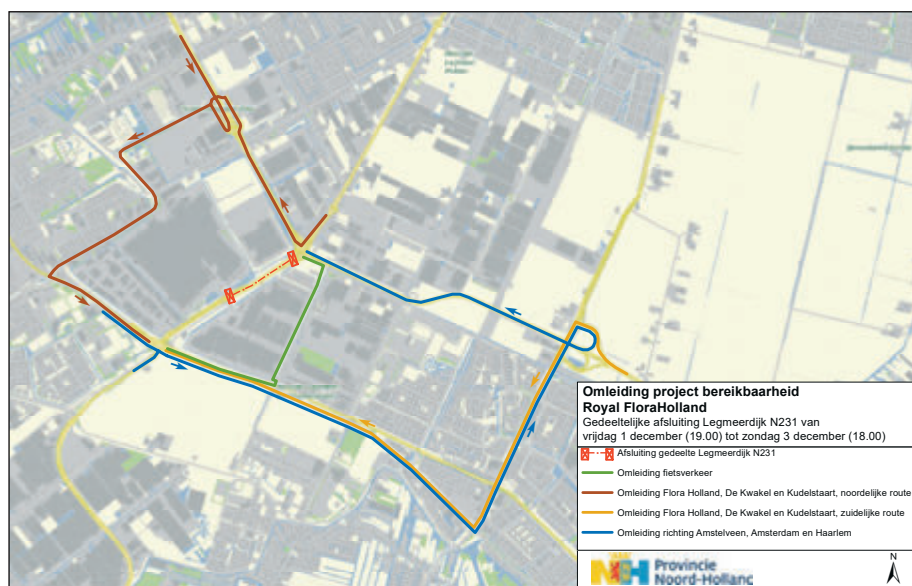 Omleiding project bereikbaarheid
Royal FloraHolland
Gedeeltelijke afsluiting Legmeerdijk N231 van
vrijdag 1 december (19.00) tot zondag 3 december (18.00)
Afsluiting gedeelte Legmeerdijk N231
Omleiding fietsverkeer
Omleiding Flora Holland, De Kwakel en Kudelstaart, noordelijke route
Omleiding Flora Holland, De Kwakel en Kudelstaart, zuidelijke route
Omleiding richting Amstelveen, Amsterdam en Haarlem
Provincie
Noord-Holland
N